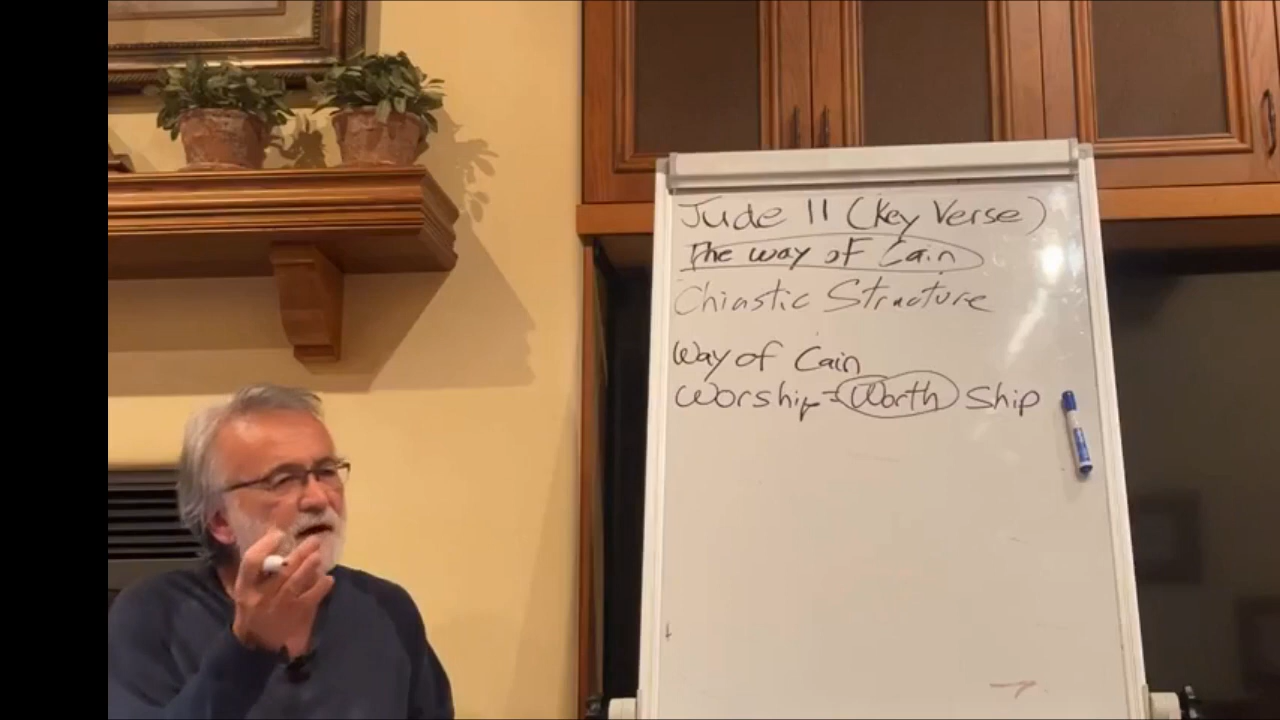 Jude 11 (Key Verse)
The way of Cain
Chiastic Structure
Way of Cain
Worship = Worth Ship